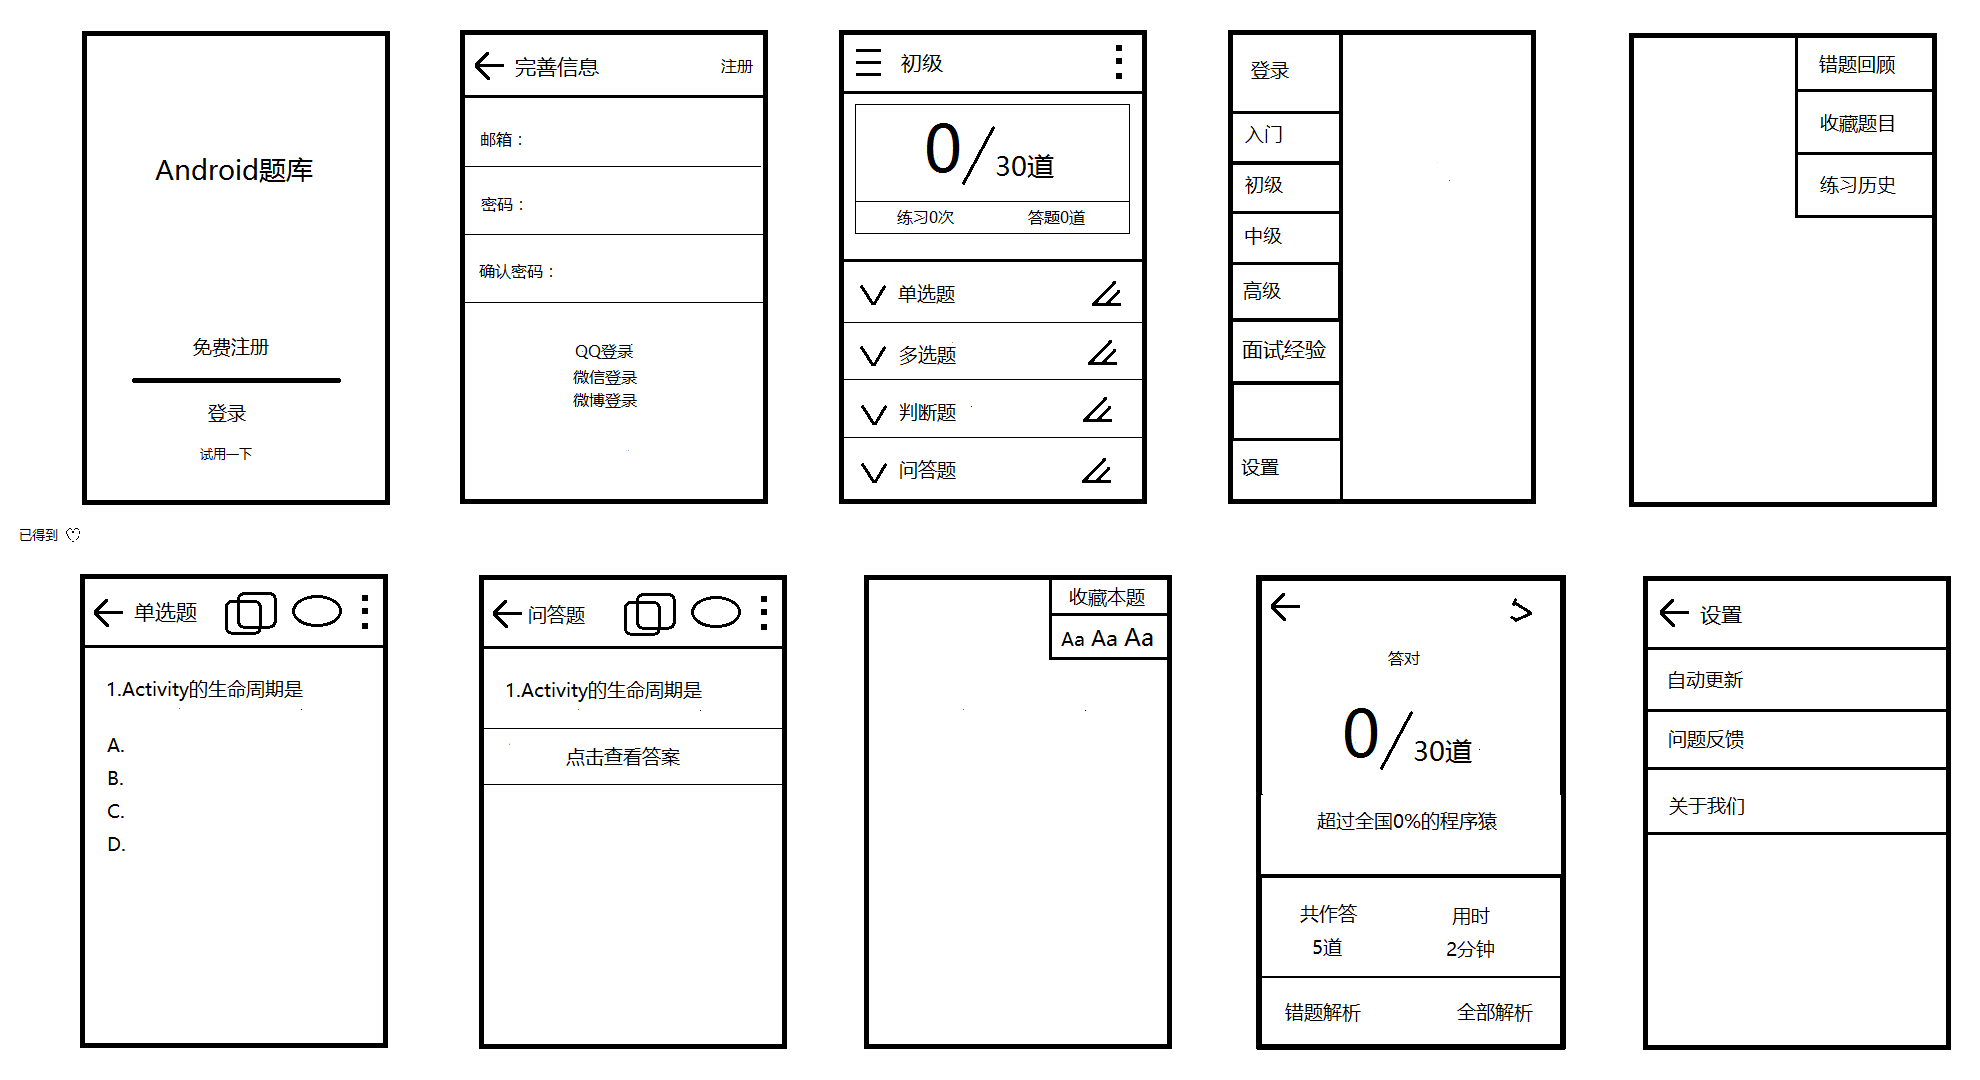 Android题库
免费注册
登录
试用一下
完善信息 注册
邮箱：
密码：
确认密码：
QQ登录
微信登录
微博登录
初级
0/30道
练习0次 答题0道
单选题
多选题
判断题
问答题
登录
入门
初级
中级
高级
面试经验
设置
错题回顾
收藏题目
练习历史
已得到
单选题
1.Activity的生命周期是
A.
B.
C.
D.
问答题
1.Activity的生命周期是
点击查看答案
收藏本题
Aa Aa Aa
答对
0/30道
超过全国0%的程序猿
共作答 用时
5道 2分钟
错题解析 全部解析
设置
自动更新
问题反馈
关于我们